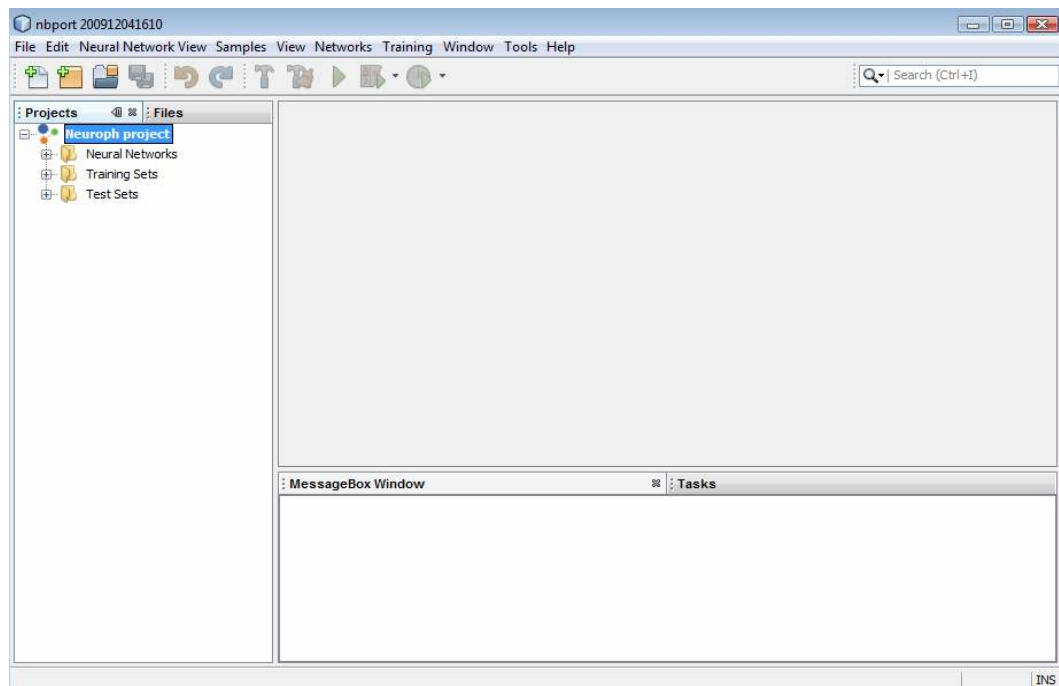 nbport 200912041610
File Edit Neural Network View Samples View Networks Training Window Tools Help
Search (Ctrl+I)
Projects Files
Neuroph project
Neural Networks
Training Sets
Test Sets
MessageBox Window Tasks
INS